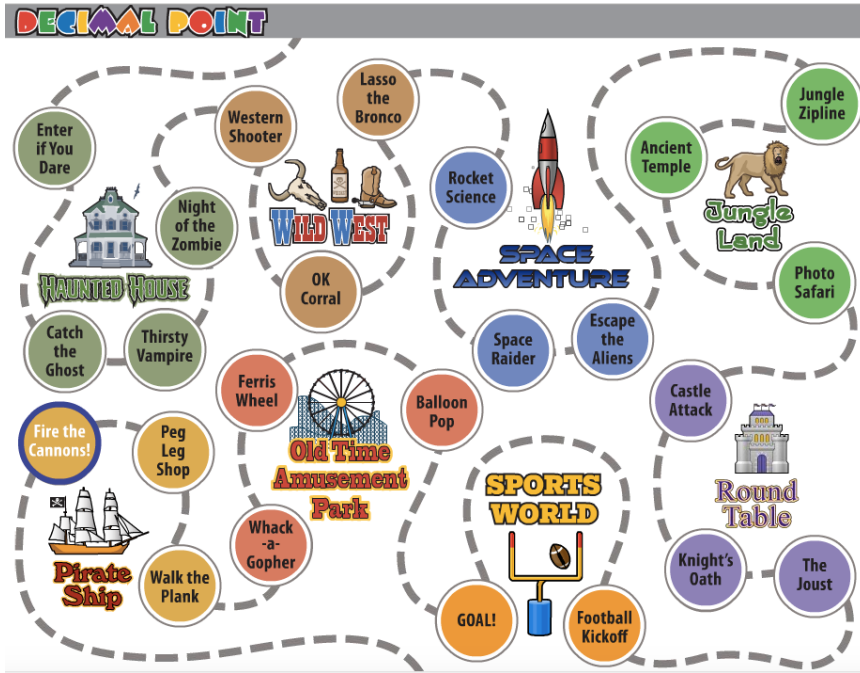 DECIMAL POINT
Enter
if You
Dare
Western
Shooter
Lasso
the
Bronco
Jungle
Zipline
Ancient
Temple
Rocket
Science
Night
of the
Zombie
WILD WEST
Jungle
Land
SPACE
ADVENTURE
HAUNTED HOUSE
OK
Corral
Photo
Safari
Catch
the
Ghost
Thirsty
Vampire
Space
Raider
Escape
the
Aliens
Ferris
Wheel
Balloon
Pop
Castle
Attack
Fire the
Cannons!
Peg
Leg
Shop
Old Time
Amusement
Park
SPORTS
WORLD
Round
Table
Whack
-a-
Gopher
Pirate
Ship
Walk the
Plank
Knight's
Oath
The
Joust
GOAL!
Football
Kickoff